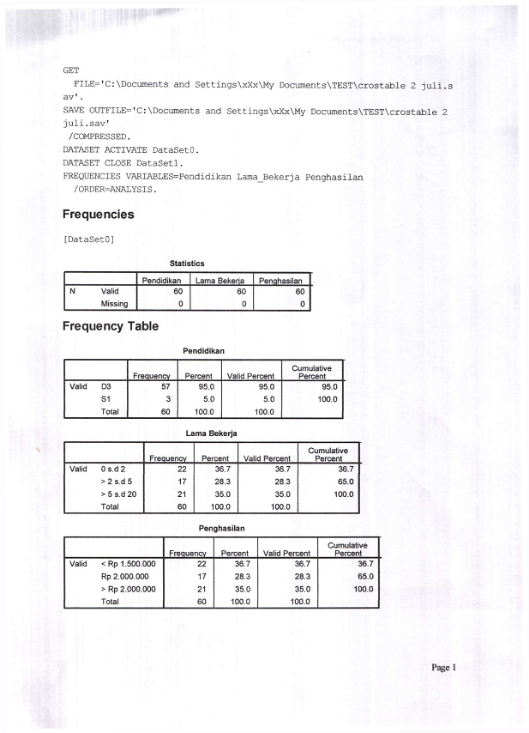 GET
FILE='C:\Documents and Settings\xXx\My Documents\TEST\crostable 2 juli.s
av'.
SAVE OUTFILE='C:\Documents and Settings\xXx\My Documents\TEST\crostable 2
juli.sav'
/COMPRESSED.
DATASET ACTIVATE DataSet0.
DATASET CLOSE DataSet1.
FREQUENCIES VARIABLES=Pendidikan Lama_Bekerja Penghasilan
/ORDER=ANALYSIS.
Frequencies
[DataSet0]
Statistics
Pendidikan Lama Bekerja Penghasilan
N Valid 60 60 60
Missing 0 0 0
Frequency Table
Pendidikan
Frequency Percent Valid Percent Cumulative Percent
Valid D3 57 95.0 95.0 95.0
S1 3 5.0 5.0 100.0
Total 60 100.0 100.0
Lama Bekerja
Frequency Percent Valid Percent Cumulative Percent
Valid 0 s.d 2 22 36.7 36.7 36.7
> 2 s.d 5 17 28.3 28.3 65.0
> 5 s.d 20 21 35.0 35.0 100.0
Total 60 100.0 100.0
Penghasilan
Frequency Percent Valid Percent Cumulative Percent
Valid < Rp 1.500.000 22 36.7 36.7 36.7
Rp 2.000.000 17 28.3 28.3 65.0
> Rp 2.000.000 21 35.0 35.0 100.0
Total 60 100.0 100.0
Page 1